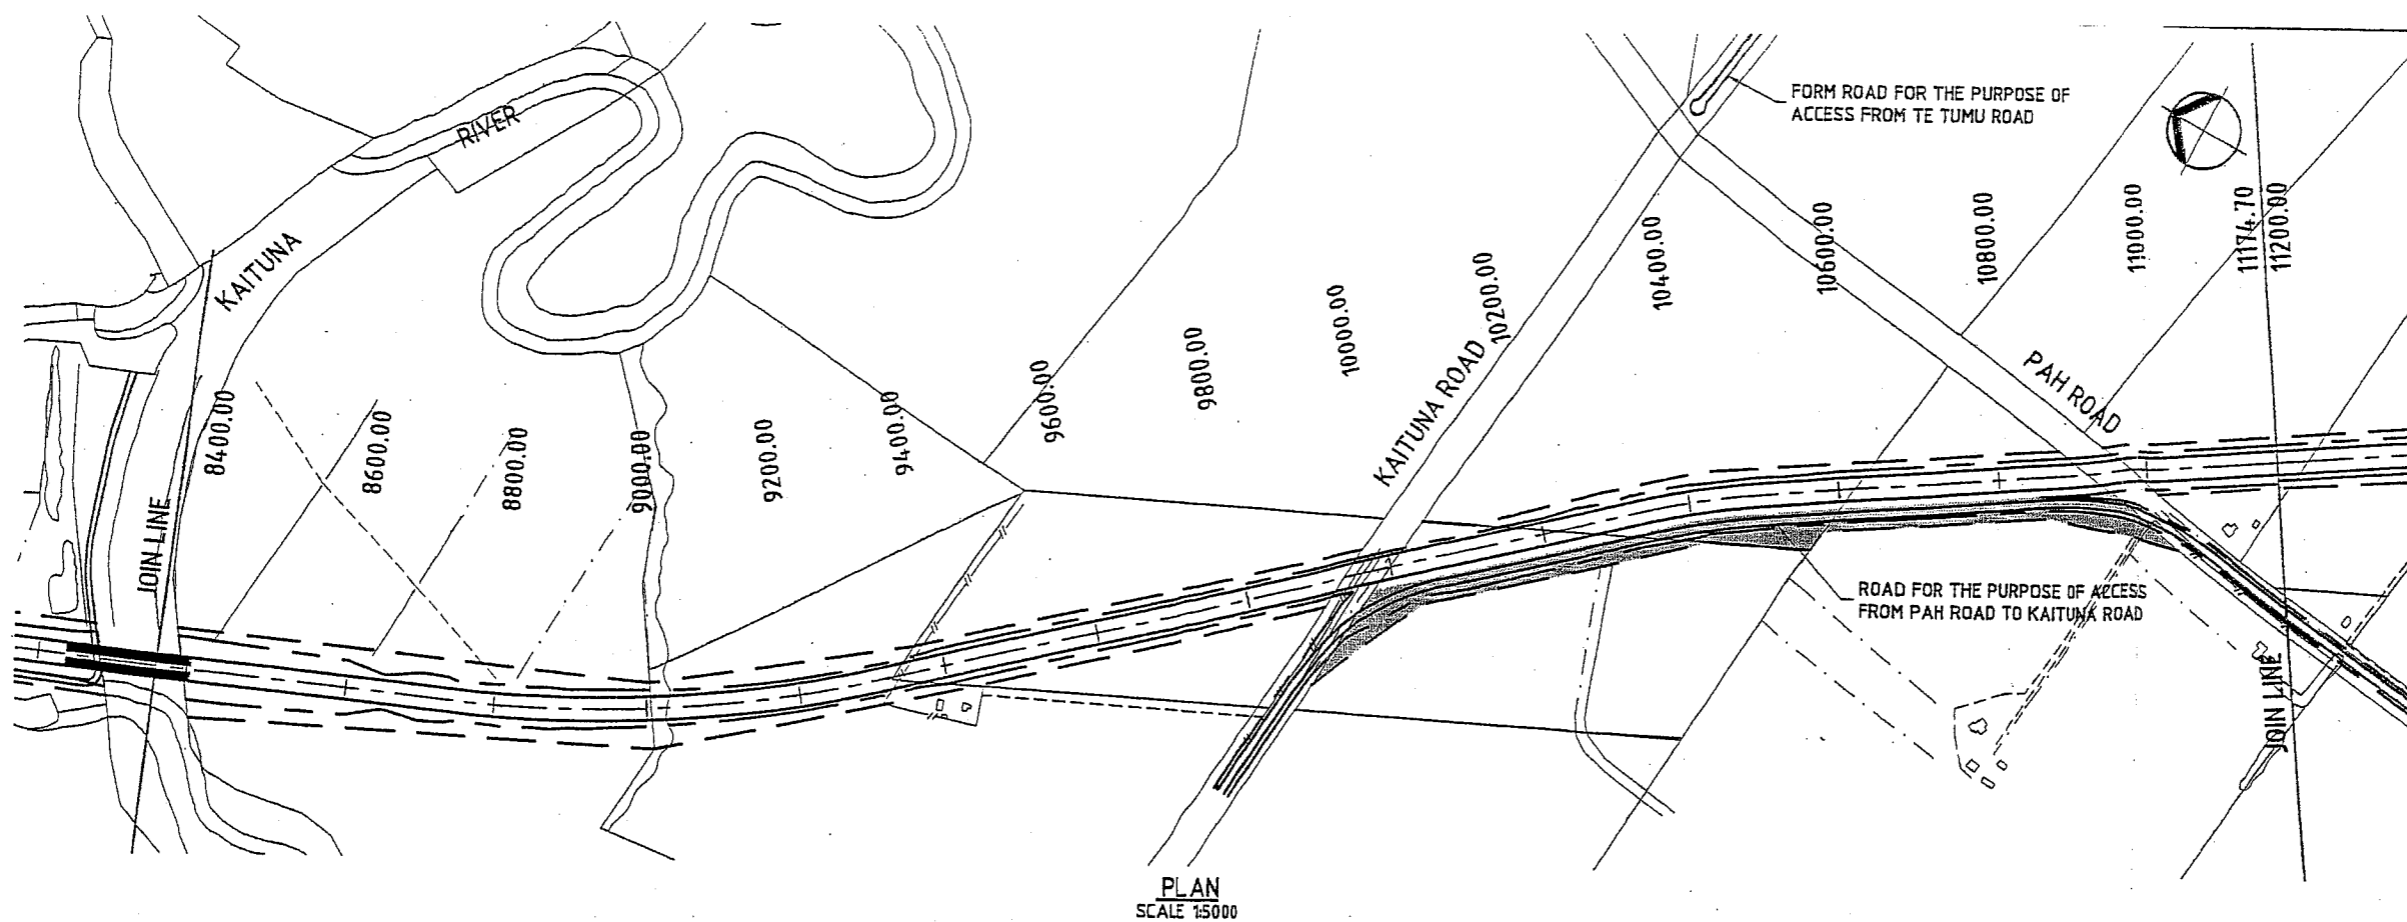 RIVER
KAITUNA
FORM ROAD FOR THE PURPOSE OF
ACCESS FROM TE TUMU ROAD
8400.00
8600.00
8800.00
9000.00
9200.00
9400.00
9600.00
9800.00
10000.00
10200.00
10400.00
10600.00
10800.00
11000.00
11174.70
11200.00
KAITUNA ROAD
PAH ROAD
JOIN LINE
ROAD FOR THE PURPOSE OF ACCESS
FROM PAH ROAD TO KAITUNA ROAD
JOIN LINE
PLAN
SCALE 1:5000